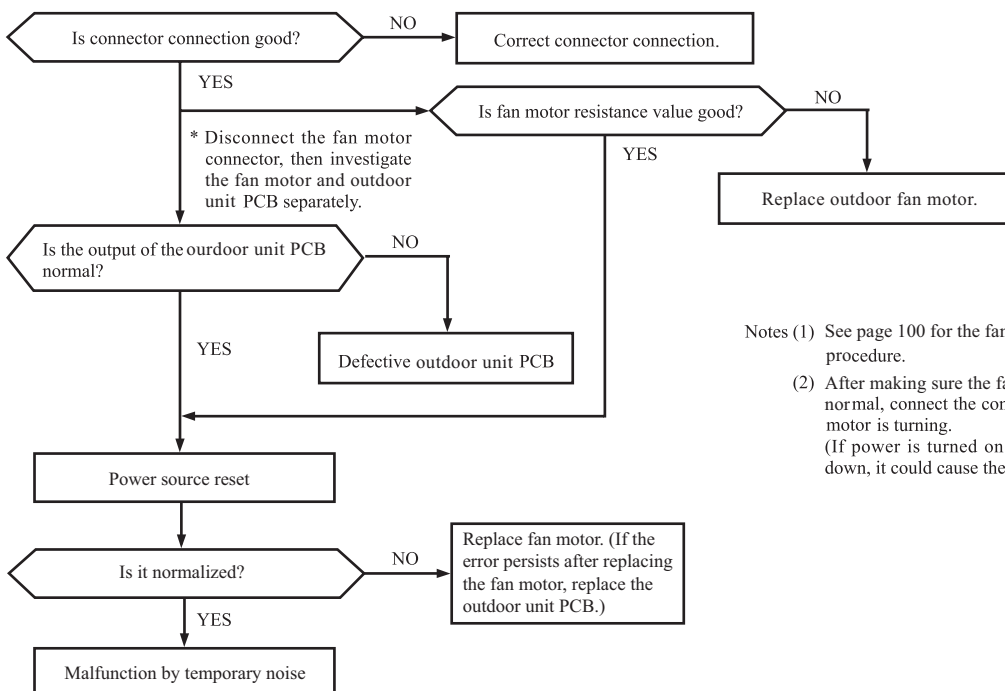 Is connector connection good?
NO
Correct connector connection.
YES
Is fan motor resistance value good?
NO
* Disconnect the fan motor
connector, then investigate
the fan motor and outdoor
unit PCB separately.
YES
Replace outdoor fan motor.
Is the output of the ourdoor unit PCB
normal?
NO
YES
Defective outdoor unit PCB
Notes (1) See page 100 for the
procedure.
(2) After making sure the
normal, connect the
motor is turning.
(If power is turned on
down, it could cause the
Power source reset
Is it normalized?
NO
Replace fan motor. (If the
error persists after replacing
the fan motor, replace the
outdoor unit PCB.)
YES
Malfunction by temporary noise